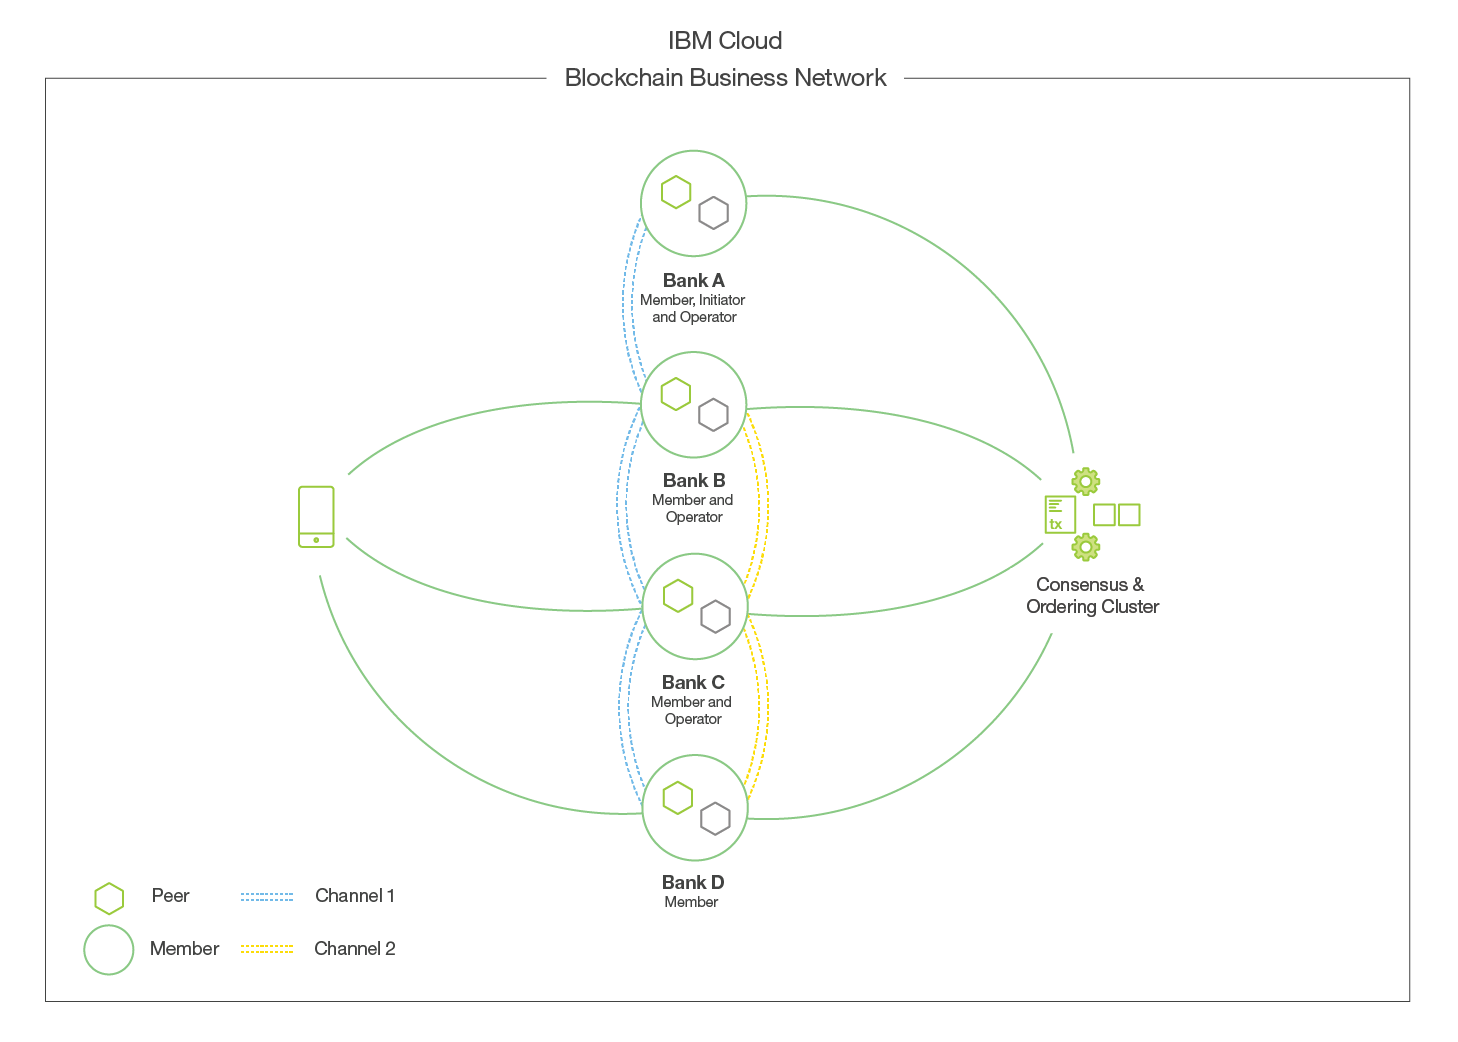 IBM Cloud
Blockchain Business Network
Bank A
Member, Initiator
and Operator
Bank B
Member and
Operator
tx
Consensus &
Ordering Cluster
Bank C
Member and
Operator
Bank D
Member
Peer
Channel 1
Member
Channel 2